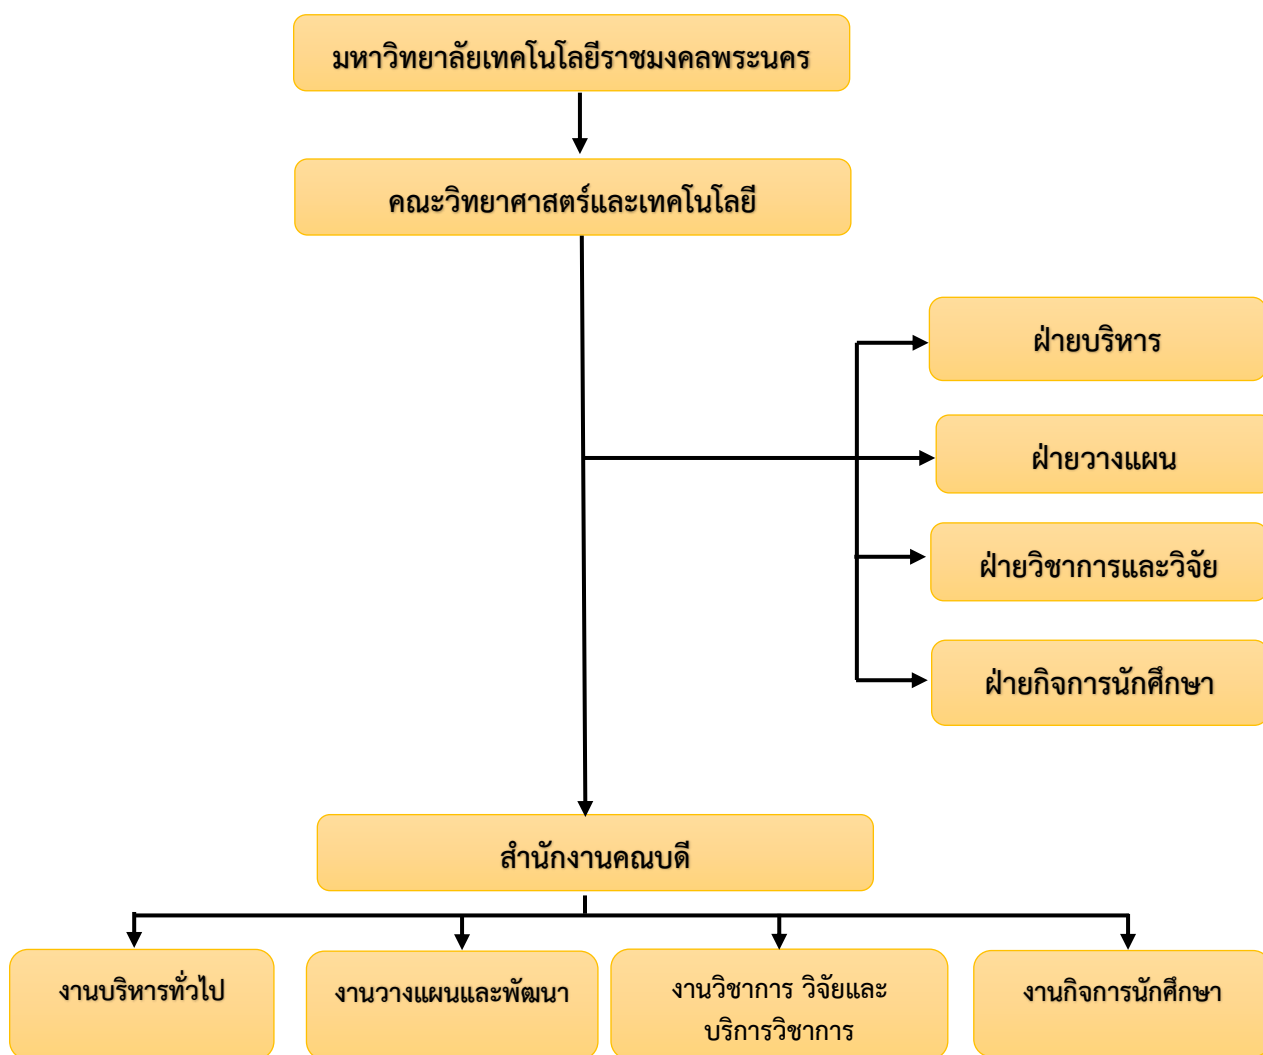 มหาวิทยาลัยเทคโนโลยีราชมงคลพระนคร
คณะวิทยาศาสตร์และเทคโนโลยี
ฝ่ายบริหาร
ฝ่ายวางแผน
ฝ่ายวิชาการและวิจัย
ฝ่ายกิจการนักศึกษา
สำนักงานคณบดี
งานบริหารทั่วไป
งานวางแผนและพัฒนา
งานวิชาการ วิจัยและ
บริการวิชาการ
งานกิจการนักศึกษา